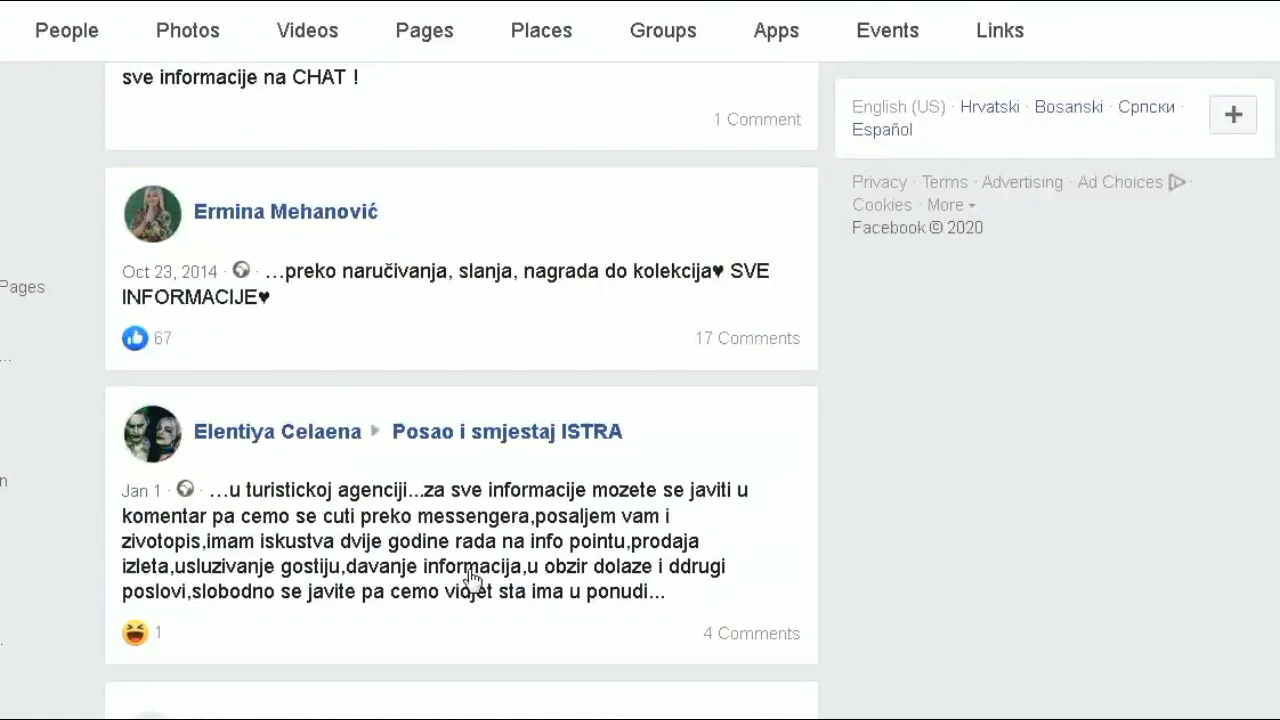 People Photos Videos Pages Places Groups Apps Events Links
sve informacije na CHAT !
1 Comment
English (US) · Hrvatski · Bosanski · Српски ·
Español
Privacy · Terms · Advertising · Ad Choices ·
Cookies · More
Facebook © 2020
Ermina Mehanović
Oct 23, 2014 · · …preko naručivanja, slanja, nagrada do kolekcija♥ SVE
INFORMACIJE♥
67
17 Comments
Pages
...
Elentiya Celaena Posao i smjestaj ISTRA
Jan 1 · · …u turistickoj agenciji...za sve informacije mozete se javiti u
komentar pa cemo se cuti preko messengera,posaljem vam i
zivotopis,imam iskustva dvije godine rada na info pointu,prodaja
izleta,usluzivanje gostiju,davanje informacija,u obzir dolaze i ddrugi
poslovi,slobodno se javite pa cemo vidjet sta ima u ponudi...
1
4 Comments
n